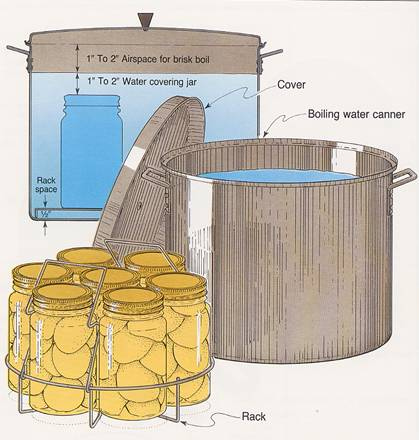 1" To 2" Airspace for brisk boil
1" To 2" Water covering jar
Cover
Boiling water canner
Rack
space
½"
Rack